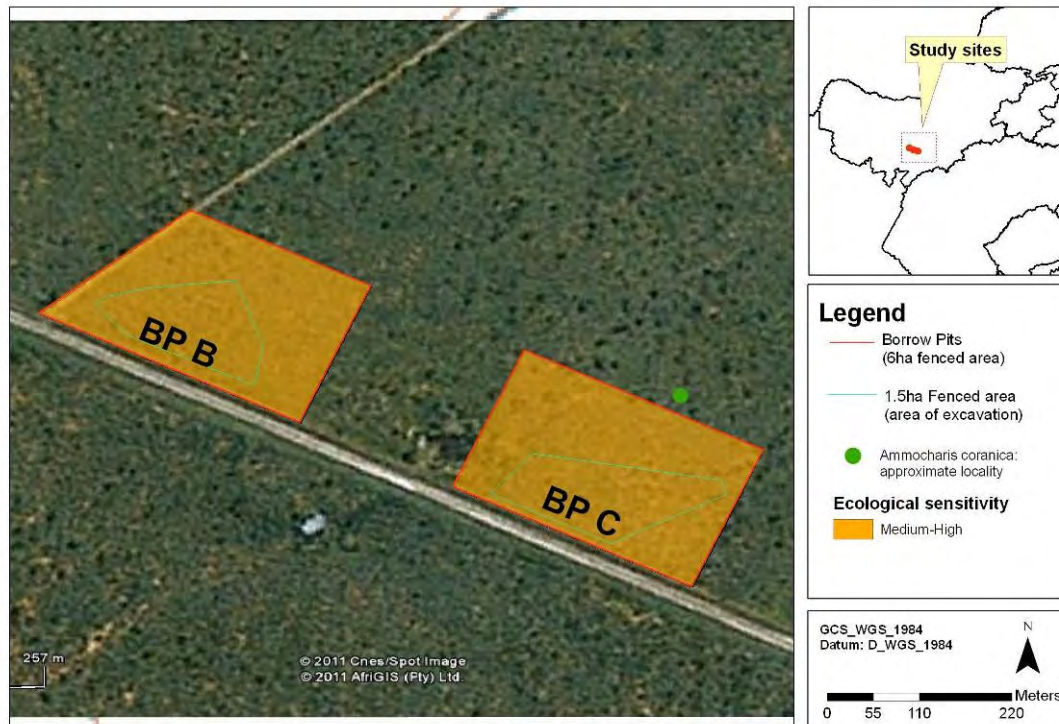 BP B
BP C
257 m
© 2011 Cnes/Spot Image
© 2011 AfriGIS (Pty) Ltd.
Study sites
Legend
Borrow Pits
(6ha fenced area)
1.5ha Fenced area
(area of excavation)
Ammocharis coranica:
approximate locality
Ecological sensitivity
Medium-High
GCS_WGS_1984
Datum: D_WGS_1984
N
Meters
0 55 110 220